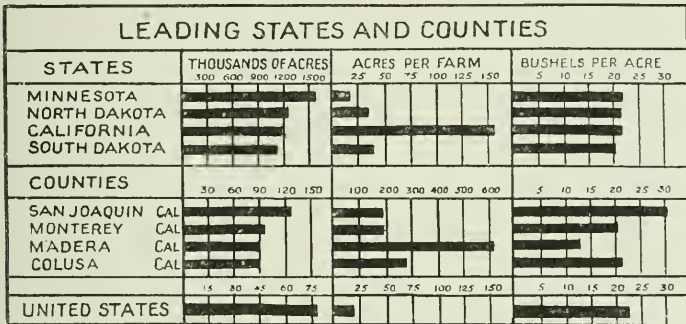 LEADING STATES AND COUNTIES
STATES THOUSANDS OF ACRES ACRES PER FARM BUSHELS PER ACRE
300 600 900 1200 1500 25 50 75 100 125 150 5 10 15 20 25 30
MINNESOTA
NORTH DAKOTA
CALIFORNIA
SOUTH DAKOTA
COUNTIES 30 60 90 120 150 100 200 300 400 500 600 5 10 15 20 25 30
SAN JOAQUIN CAL
MONTEREY CAL
MADERA CAL
COLUSA CAL
15 30 45 60 75 25 50 75 100 125 150 5 10 15 20 25 30
UNITED STATES